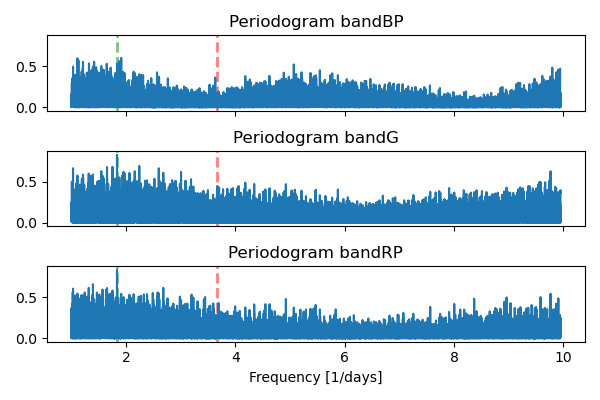 Periodogram bandBP
0.5
0.0
Periodogram bandG
0.5
0.0
Periodogram bandRP
0.5
0.0
2 4 6 8 10
Frequency [1/days]